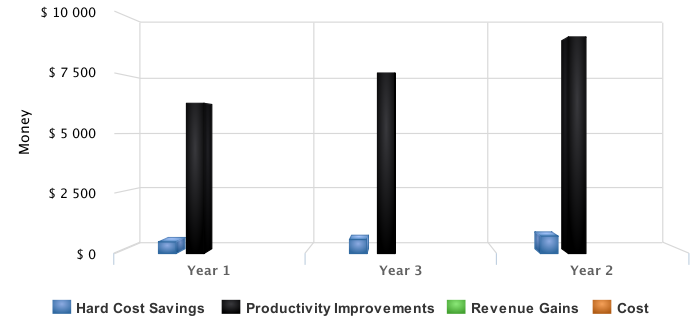 $ 10 000
$ 7 500
$ 5 000
$ 2 500
$ 0
Money
Year 1
Year 3
Year 2
Hard Cost Savings
Productivity Improvements
Revenue Gains
Cost